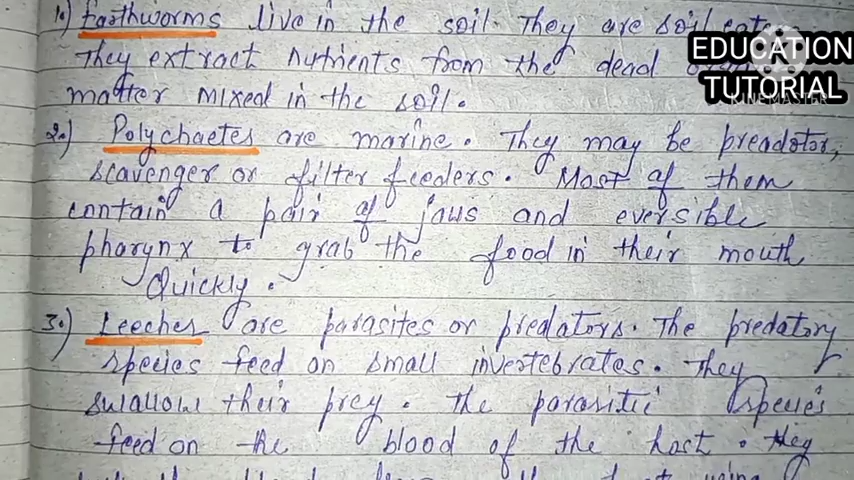 1.) Earthworms live in the soil. They are soil
They extract nutrients from the dead
matter mixed in the soil.
2.) Polychaetes are marine. They may be preadator,
scavenger or filter feeders. Most of them
contain a pair of jaws and eversible
pharynx to grab the food in their mouth
Quickly.
3.) Leeches are parasites or predators. The predatory
species feed on small invertebrates. They
swallow their prey. The parasitic species
feed on the blood of the host. They
EDUCATION
TUTORIAL
KINEMASTER